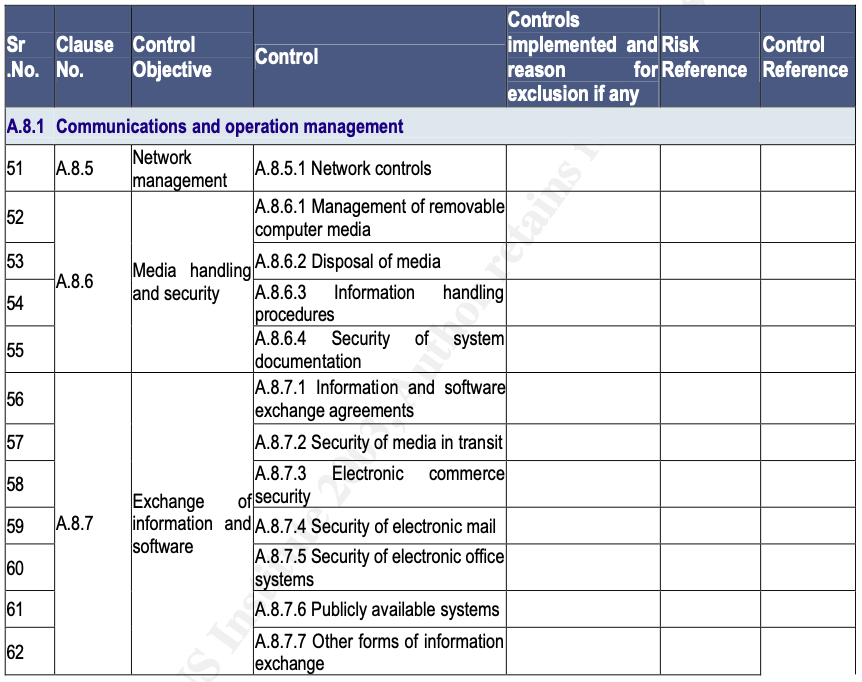 Sr .No. Clause No. Control Objective Control Controls implemented and reason for exclusion if any Risk Reference Control Reference
A.8.1 Communications and operation management
51 A.8.5 Network management A.8.5.1 Network controls
52 A.8.6 Media handling and security A.8.6.1 Management of removable computer media
53 A.8.6.2 Disposal of media
54 A.8.6.3 Information handling procedures
55 A.8.6.4 Security of system documentation
56 A.8.7 Exchange of information and software A.8.7.1 Information and software exchange agreements
57 A.8.7.2 Security of media in transit
58 A.8.7.3 Electronic commerce security
59 A.8.7.4 Security of electronic mail
60 A.8.7.5 Security of electronic office systems
61 A.8.7.6 Publicly available systems
62 A.8.7.7 Other forms of information exchange
Institute 2003, Author retains